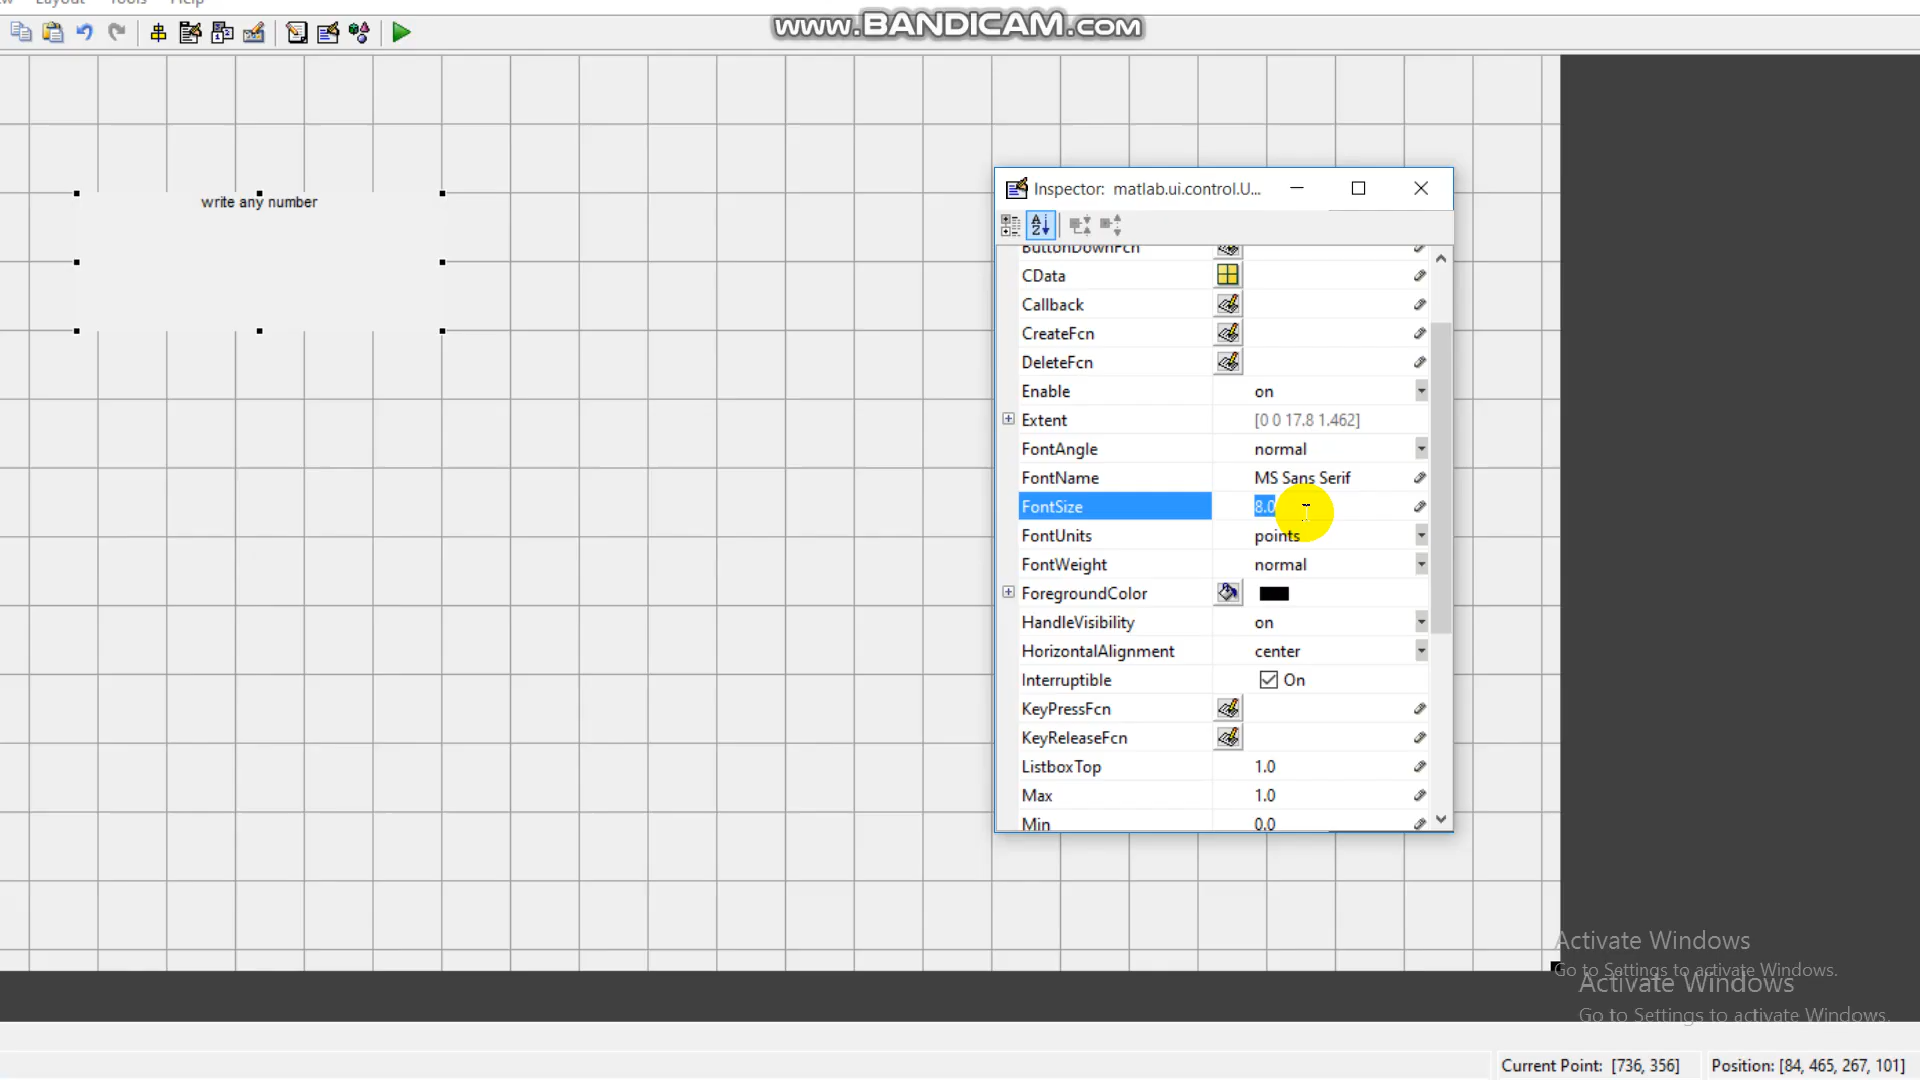 Layout Tools Help
www.BANDICAM.com
write any number
Inspector: matlab.ui.control.U...
ButtonDownFcn
CData
Callback
CreateFcn
DeleteFcn
Enable on
Extent [0 0 17.8 1.462]
FontAngle normal
FontName MS Sans Serif
FontSize 8.0
FontUnits points
FontWeight normal
ForegroundColor
HandleVisibility on
HorizontalAlignment center
Interruptible On
KeyPressFcn
KeyReleaseFcn
ListboxTop 1.0
Max 1.0
Min 0.0
Activate Windows
Go to Settings to activate Windows.
Activate Windows
Go to Settings to activate Windows.
Current Point: [736, 356] Position: [84, 465, 267, 101]